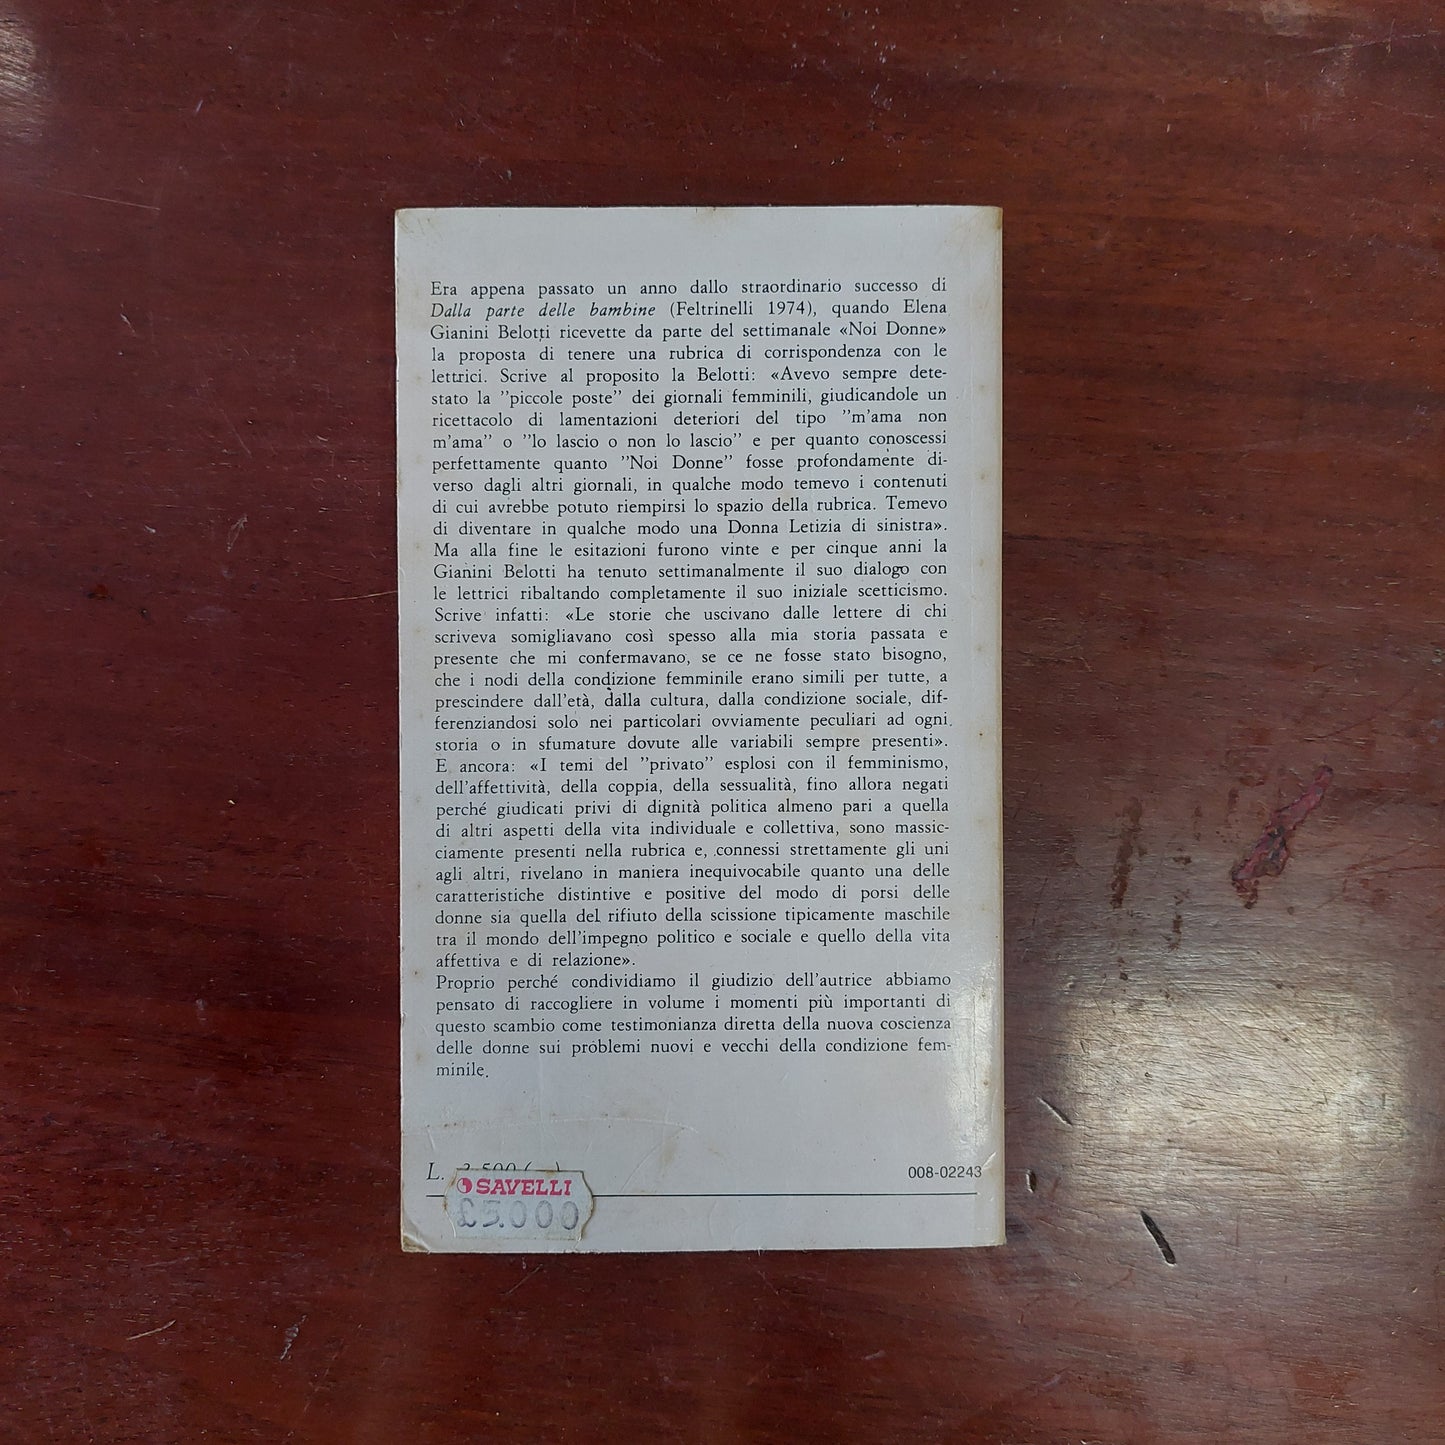 Era appena passato un anno dallo straordinario successo di
Dalla parte delle bambine (Feltrinelli 1974), quando Elena
Gianini Belotti ricevette da parte del settimanale «Noi Donne»
la proposta di tenere una rubrica di corrispondenza con le
lettrici. Scrive al proposito la Belotti: «Avevo sempre dete-
stato la ”piccole poste” dei giornali femminili, giudicandole un
ricettacolo di lamentazioni deteriori del tipo ”m'ama non
m'ama” o ”lo lascio o non lo lascio” e per quanto conoscessi
perfettamente quanto ”Noi Donne” fosse profondamente di-
verso dagli altri giornali, in qualche modo temevo i contenuti
di cui avrebbe potuto riempirsi lo spazio della rubrica. Temevo
di diventare in qualche modo una Donna Letizia di sinistra».
Ma alla fine le esitazioni furono vinte e per cinque anni la
Gianini Belotti ha tenuto settimanalmente il suo dialogo con
le lettrici ribaltando completamente il suo iniziale scetticismo.
Scrive infatti: «Le storie che uscivano dalle lettere di chi
scriveva somigliavano così spesso alla mia storia passata e
presente che mi confermavano, se ce ne fosse stato bisogno,
che i nodi della condizione femminile erano simili per tutte, a
prescindere dall'età, dalla cultura, dalla condizione sociale, dif-
ferenziandosi solo nei particolari ovviamente peculiari ad ogni
storia o in sfumature dovute alle variabili sempre presenti».
E ancora: «I temi del ”privato” esplosi con il femminismo,
dell'affettività, della coppia, della sessualità, fino allora negati
perché giudicati privi di dignità politica almeno pari a quella
di altri aspetti della vita individuale e collettiva, sono massic-
ciamente presenti nella rubrica e, connessi strettamente gli uni
agli altri, rivelano in maniera inequivocabile quanto una delle
caratteristiche distintive e positive del modo di porsi delle
donne sia quella del rifiuto della scissione tipicamente maschile
tra il mondo dell'impegno politico e sociale e quello della vita
affettiva e di relazione».
Proprio perché condividiamo il giudizio dell'autrice abbiamo
pensato di raccogliere in volume i momenti più importanti di
questo scambio come testimonianza diretta della nuova coscienza
delle donne sui problemi nuovi e vecchi della condizione fem-
minile.
L.
008-02243
SAVELLI
£5.000